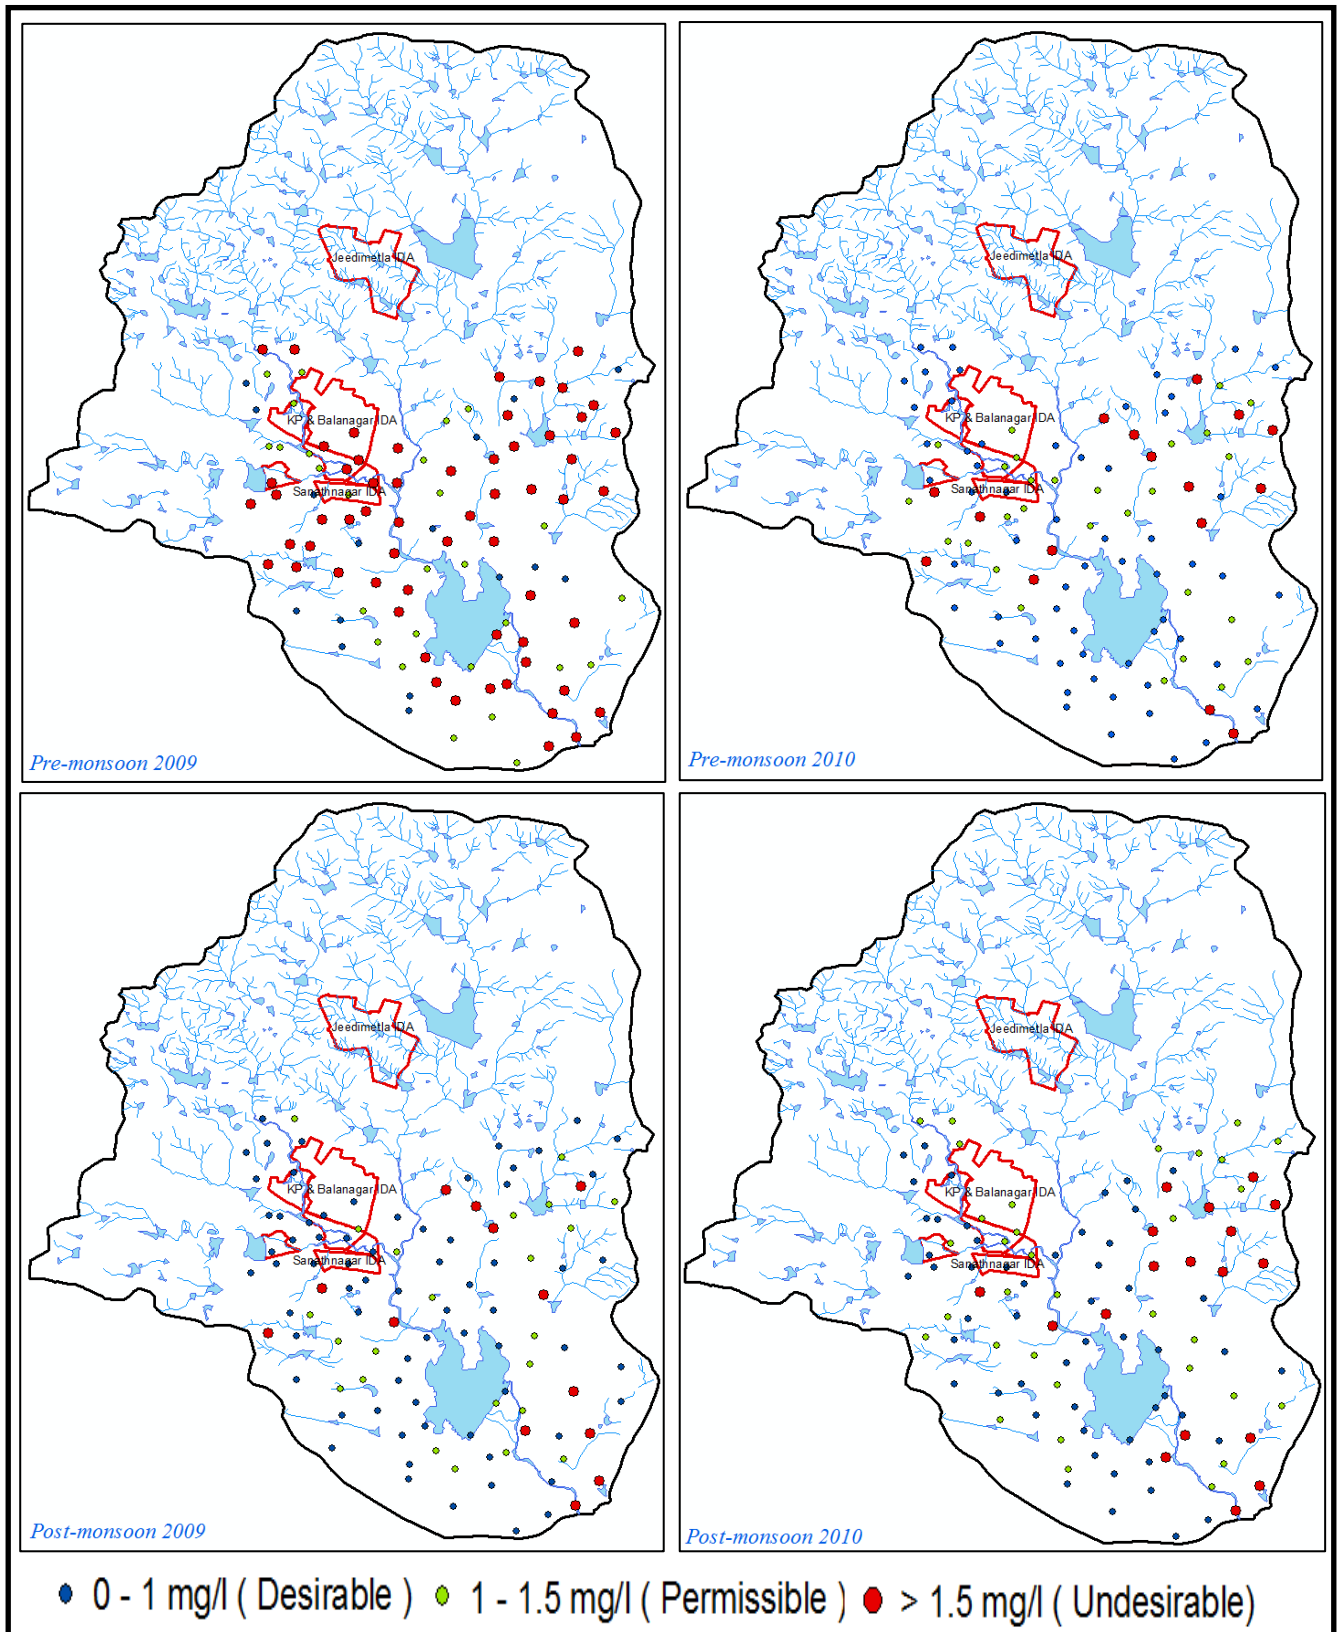 Jeedimetla IDA
KP & Balanagar IDA
Sanathnagar IDA
Pre-monsoon 2009
Jeedimetla IDA
KP & Balanagar IDA
Sanathnagar IDA
Pre-monsoon 2010
Jeedimetla IDA
KP & Balanagar IDA
Sanathnagar IDA
Post-monsoon 2009
Jeedimetla IDA
KP & Balanagar IDA
Sanathnagar IDA
Post-monsoon 2010
0 - 1 mg/l ( Desirable ) 1 - 1.5 mg/l ( Permissible ) > 1.5 mg/l ( Undesirable)